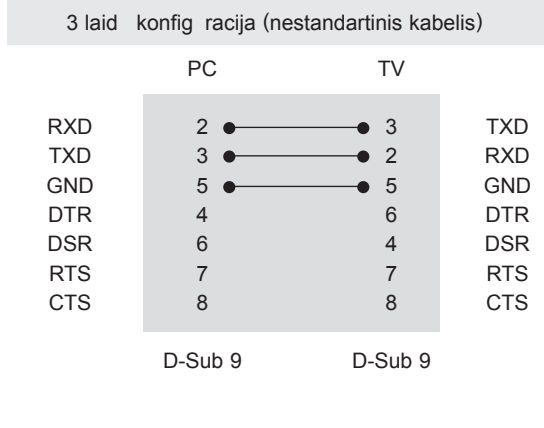 3 laid konfig racija (nestandartinis kabelis)
PC TV
RXD 2 3 TXD
TXD 3 2 RXD
GND 5 5 GND
DTR 4 6 DTR
DSR 6 4 DSR
RTS 7 7 RTS
CTS 8 8 CTS
D-Sub 9 D-Sub 9